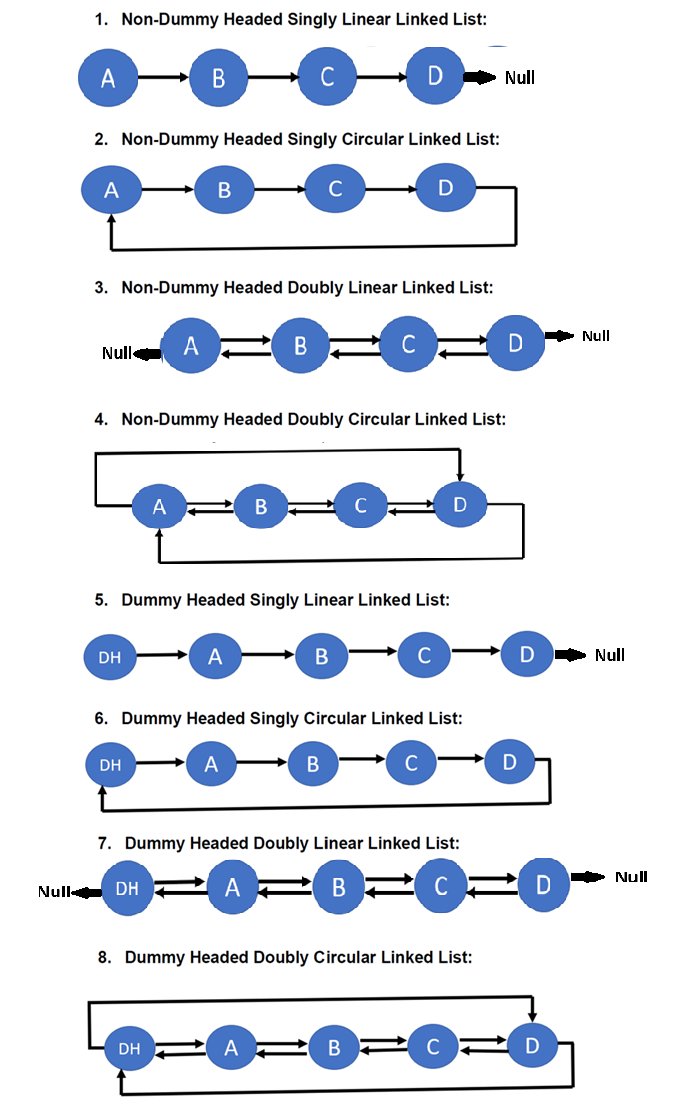 1. Non-Dummy Headed Singly Linear Linked List:
A B C D Null
2. Non-Dummy Headed Singly Circular Linked List:
A B C D
3. Non-Dummy Headed Doubly Linear Linked List:
Null A B C D Null
4. Non-Dummy Headed Doubly Circular Linked List:
A B C D
5. Dummy Headed Singly Linear Linked List:
DH A B C D Null
6. Dummy Headed Singly Circular Linked List:
DH A B C D
7. Dummy Headed Doubly Linear Linked List:
Null DH A B C D Null
8. Dummy Headed Doubly Circular Linked List:
DH A B C D